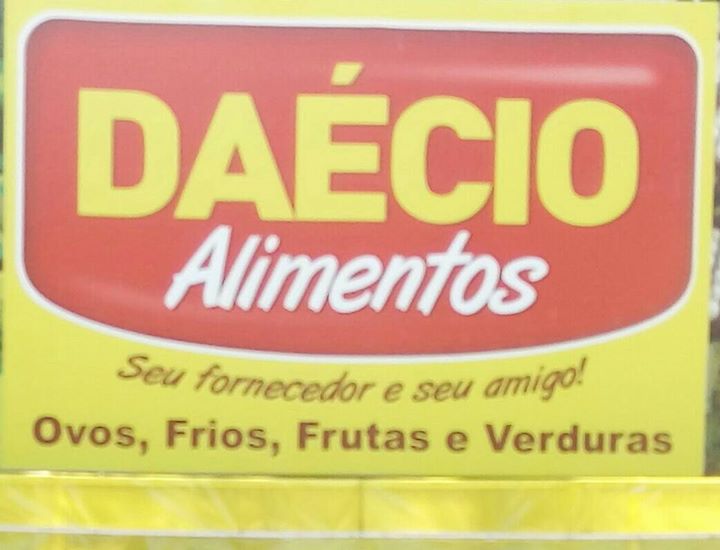 DAÉCIO
Alimentos
Seu fornecedor e seu amigo!
Ovos, Frios, Frutas e Verduras